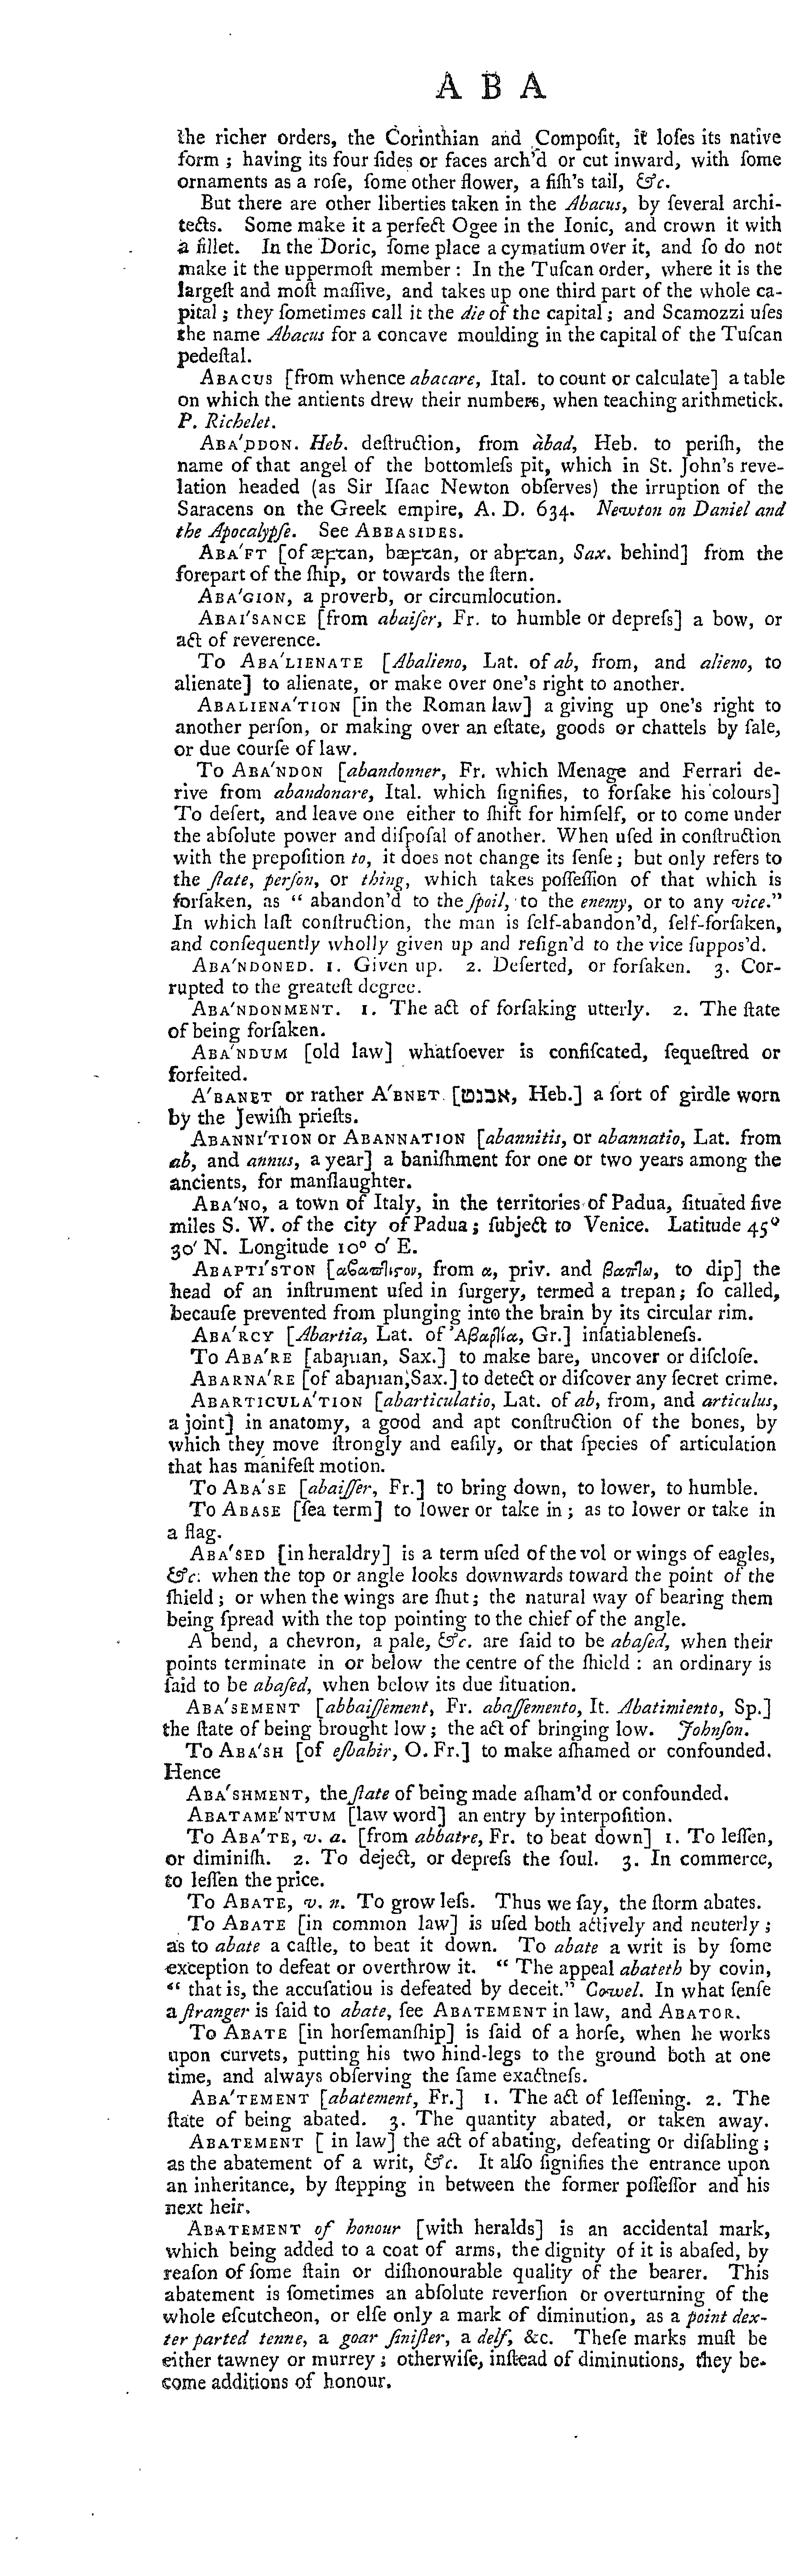 A B A
the richer orders, the Corinthian and Compoſit, it loſes its native
form ; having its four ſides or faces arch'd or cut inward, with ſome
ornaments as a roſe, ſome other flower, a fiſh's tail, &c.
But there are other liberties taken in the Abacus, by ſeveral archi-
tects. Some make it a perfect Ogee in the Ionic, and crown it with
a fillet. In the Doric, ſome place a cymatium over it, and ſo do not
make it the uppermoſt member : In the Tuſcan order, where it is the
largeſt and moſt maſſive, and takes up one third part of the whole ca-
pital ; they ſometimes call it the die of the capital ; and Scamozzi uſes
the name Abacus for a concave moulding in the capital of the Tuſcan
pedeſtal.
ABACUS [from whence abacare, Ital. to count or calculate] a table
on which the antients drew their numbers, when teaching arithmetick.
P. Richelet.
ABA'DDON. Heb. deſtruction, from àbad, Heb. to periſh, the
name of that angel of the bottomleſs pit, which in St. John's reve-
lation headed (as Sir Iſaac Newton obſerves) the irruption of the
Saracens on the Greek empire, A. D. 634. Newton on Daniel and
the Apocalypſe. See ABBASIDES.
ABA'FT [of æꝼꞇan, bæꝼꞇan, or abꝼꞇan, Sax. behind] from the
forepart of the ſhip, or towards the ſtern.
ABA'GION, a proverb, or circumlocution.
ABAI'SANCE [from abaiſer, Fr. to humble or depreſs] a bow, or
act of reverence.
To ABA'LIENATE [Abalieno, Lat. of ab, from, and alieno, to
alienate] to alienate, or make over one's right to another.
ABALIENA'TION [in the Roman law] a giving up one's right to
another perſon, or making over an eſtate, goods or chattels by ſale,
or due courſe of law.
To ABA'NDON [abandonner, Fr. which Menage and Ferrari de-
rive from abandonare, Ital. which ſignifies, to forſake his colours]
To deſert, and leave one either to ſhift for himſelf, or to come under
the abſolute power and diſpoſal of another. When uſed in conſtruction
with the prepoſition to, it does not change its ſenſe ; but only refers to
the ſtate, perſon, or thing, which takes poſſeſſion of that which is
forſaken, as “ abandon'd to the ſpoil, to the enemy, or to any vice.”
In which laſt conſtruction, the man is ſelf-abandon'd, ſelf-forſaken,
and conſequently wholly given up and reſign'd to the vice ſuppos'd.
ABA'NDONED. 1. Given up. 2. Deſerted, or forſaken. 3. Cor-
rupted to the greateſt degree.
ABA'NDONMENT. 1. The act of forſaking utterly. 2. The ſtate
of being forſaken.
ABA'NDUM [old law] whatſoever is confiſcated, ſequeſtred or
forfeited.
A'BANET or rather A'BNET [אבנט, Heb.] a ſort of girdle worn
by the Jewiſh prieſts.
ABANNI'TION or ABANNATION [abannitis, or abannatio, Lat. from
ab, and annus, a year] a baniſhment for one or two years among the
ancients, for manſlaughter.
ABA'NO, a town of Italy, in the territories of Padua, ſituated five
miles S. W. of the city of Padua ; ſubject to Venice. Latitude 45°
30' N. Longitude 10° 0' E.
ABAPTI'STON [αϐαπτιϛον, from α, priv. and βαπτω, to dip] the
head of an inſtrument uſed in ſurgery, termed a trepan ; ſo called,
becauſe prevented from plunging into the brain by its circular rim.
ABA'RCY [Abartia, Lat. of Ἀβαρτία, Gr.] inſatiableneſs.
To ABA'RE [abaꞃian, Sax.] to make bare, uncover or diſcloſe.
ABARNA'RE [of abaꞃian, Sax.] to detect or diſcover any ſecret crime.
ABARTICULA'TION [abarticulatio, Lat. of ab, from, and articulus,
a joint] in anatomy, a good and apt conſtruction of the bones, by
which they move ſtrongly and eaſily, or that ſpecies of articulation
that has manifeſt motion.
To ABA'SE [abaiſſer, Fr.] to bring down, to lower, to humble.
To ABASE [ſea term] to lower or take in ; as to lower or take in
a flag.
ABA'SED [in heraldry] is a term uſed of the vol or wings of eagles,
&c. when the top or angle looks downwards toward the point of the
ſhield ; or when the wings are ſhut ; the natural way of bearing them
being ſpread with the top pointing to the chief of the angle.
A bend, a chevron, a pale, &c. are ſaid to be abaſed, when their
points terminate in or below the centre of the ſhield : an ordinary is
ſaid to be abaſed, when below its due ſituation.
ABA'SEMENT [abbaiſſement, Fr. abaſſemento, It. Abatimiento, Sp.]
the ſtate of being brought low ; the act of bringing low. Johnſon.
To ABA'SH [of eſbahir, O. Fr.] to make aſhamed or confounded.
Hence
ABA'SHMENT, the ſtate of being made aſham'd or confounded.
ABATAME'NTUM [law word] an entry by interpoſition.
To ABA'TE, v. a. [from abbatre, Fr. to beat down] 1. To leſſen,
or diminiſh. 2. To deject, or depreſs the ſoul. 3. In commerce,
to leſſen the price.
To ABATE, v. n. To grow leſs. Thus we ſay, the ſtorm abates.
To ABATE [in common law] is uſed both actively and neuterly ;
as to abate a caſtle, to beat it down. To abate a writ is by ſome
exception to defeat or overthrow it. “ The appeal abateth by covin,
“ that is, the accuſatiou is defeated by deceit.” Cowel. In what ſenſe
a ſtranger is ſaid to abate, ſee ABATEMENT in law, and ABATOR.
To ABATE [in horſemanſhip] is ſaid of a horſe, when he works
upon curvets, putting his two hind-legs to the ground both at one
time, and always obſerving the ſame exactneſs.
ABA'TEMENT [abatement, Fr.] 1. The act of leſſening. 2. The
ſtate of being abated. 3. The quantity abated, or taken away.
ABATEMENT [ in law] the act of abating, defeating or diſabling ;
as the abatement of a writ, &c. It alſo ſignifies the entrance upon
an inheritance, by ſtepping in between the former poſſeſſor and his
next heir.
ABATEMENT of honour [with heralds] is an accidental mark,
which being added to a coat of arms, the dignity of it is abaſed, by
reaſon of ſome ſtain or diſhonourable quality of the bearer. This
abatement is ſometimes an abſolute reverſion or overturning of the
whole eſcutcheon, or elſe only a mark of diminution, as a point dex-
ter parted tenne, a goar ſiniſter, a delf, &c. Theſe marks muſt be
either tawney or murrey ; otherwiſe, inſtead of diminutions, they be-
come additions of honour.